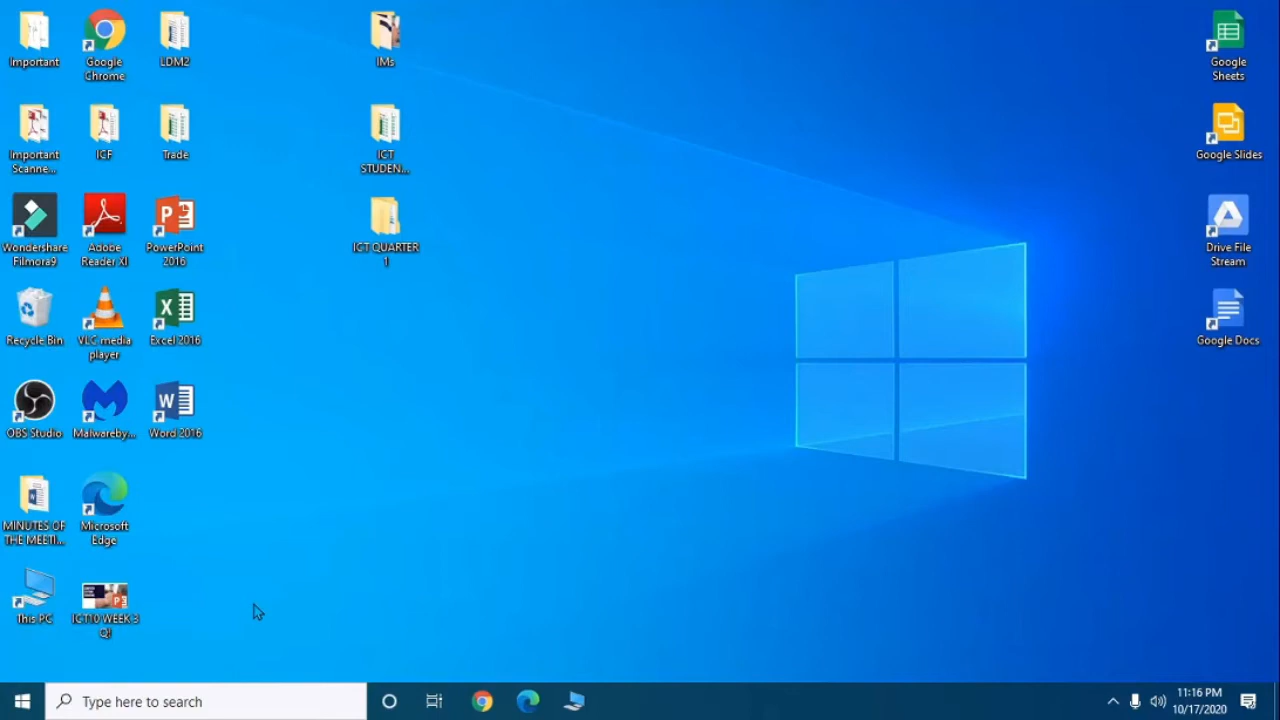 Important
Google
Chrome
LDM2
IMs
Google
Sheets
Important
Scanne...
ICF
Trade
ICT
STUDEN...
Google Slides
Wondershare
Filmora9
Adobe
Reader XI
PowerPoint
2016
ICT QUARTER
1
Drive File
Stream
Recycle Bin
VLC media
player
Excel 2016
Google Docs
OBS Studio
Malwareby...
Word 2016
MINUTES OF
THE MEETI...
Microsoft
Edge
This PC
ICT10 WEEK 3
Q!
Type here to search
11:16 PM
10/17/2020